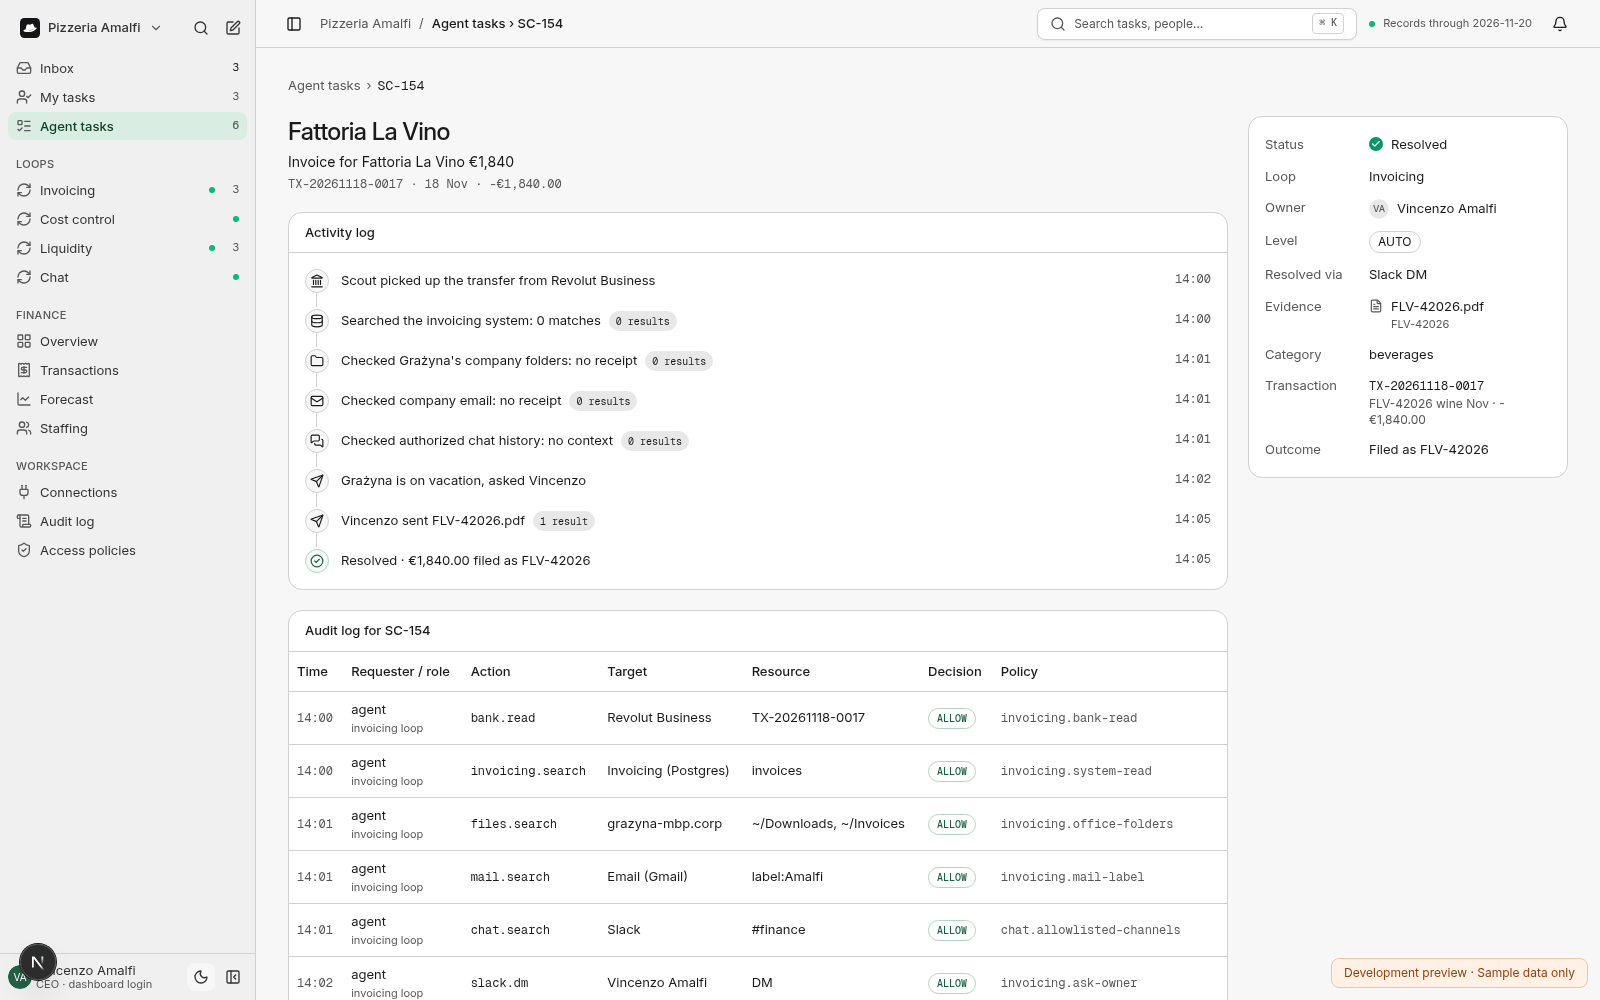 Pizzeria Amalfi
Inbox 3
My tasks 3
Agent tasks 6
LOOPS
Invoicing 3
Cost control
Liquidity 3
Chat
FINANCE
Overview
Transactions
Forecast
Staffing
WORKSPACE
Connections
Audit log
Access policies
VA
N
cenzo Amalfi
CEO · dashboard login
Pizzeria Amalfi / Agent tasks › SC-154
Search tasks, people... ⌘ K
Records through 2026-11-20
Agent tasks › SC-154
Fattoria La Vino
Invoice for Fattoria La Vino €1,840
TX-20261118-0017 · 18 Nov · -€1,840.00
Activity log
Scout picked up the transfer from Revolut Business 14:00
Searched the invoicing system: 0 matches 0 results 14:00
Checked Grażyna's company folders: no receipt 0 results 14:01
Checked company email: no receipt 0 results 14:01
Checked authorized chat history: no context 0 results 14:01
Grażyna is on vacation, asked Vincenzo 14:02
Vincenzo sent FLV-42026.pdf 1 result 14:05
Resolved · €1,840.00 filed as FLV-42026 14:05
Audit log for SC-154
Time Requester / role Action Target Resource Decision Policy
14:00 agent bank.read Revolut Business TX-20261118-0017 ALLOW invoicing.bank-read
invoicing loop
14:00 agent invoicing.search Invoicing (Postgres) invoices ALLOW invoicing.system-read
invoicing loop
14:01 agent files.search grazyna-mbp.corp ~/Downloads, ~/Invoices ALLOW invoicing.office-folders
invoicing loop
14:01 agent mail.search Email (Gmail) label:Amalfi ALLOW invoicing.mail-label
invoicing loop
14:01 agent chat.search Slack #finance ALLOW chat.allowlisted-channels
invoicing loop
14:02 agent slack.dm Vincenzo Amalfi DM ALLOW invoicing.ask-owner
invoicing loop
Status Resolved
Loop Invoicing
Owner VA Vincenzo Amalfi
Level AUTO
Resolved via Slack DM
Evidence FLV-42026.pdf
FLV-42026
Category beverages
Transaction TX-20261118-0017
FLV-42026 wine Nov · -
€1,840.00
Outcome Filed as FLV-42026
Development preview · Sample data only